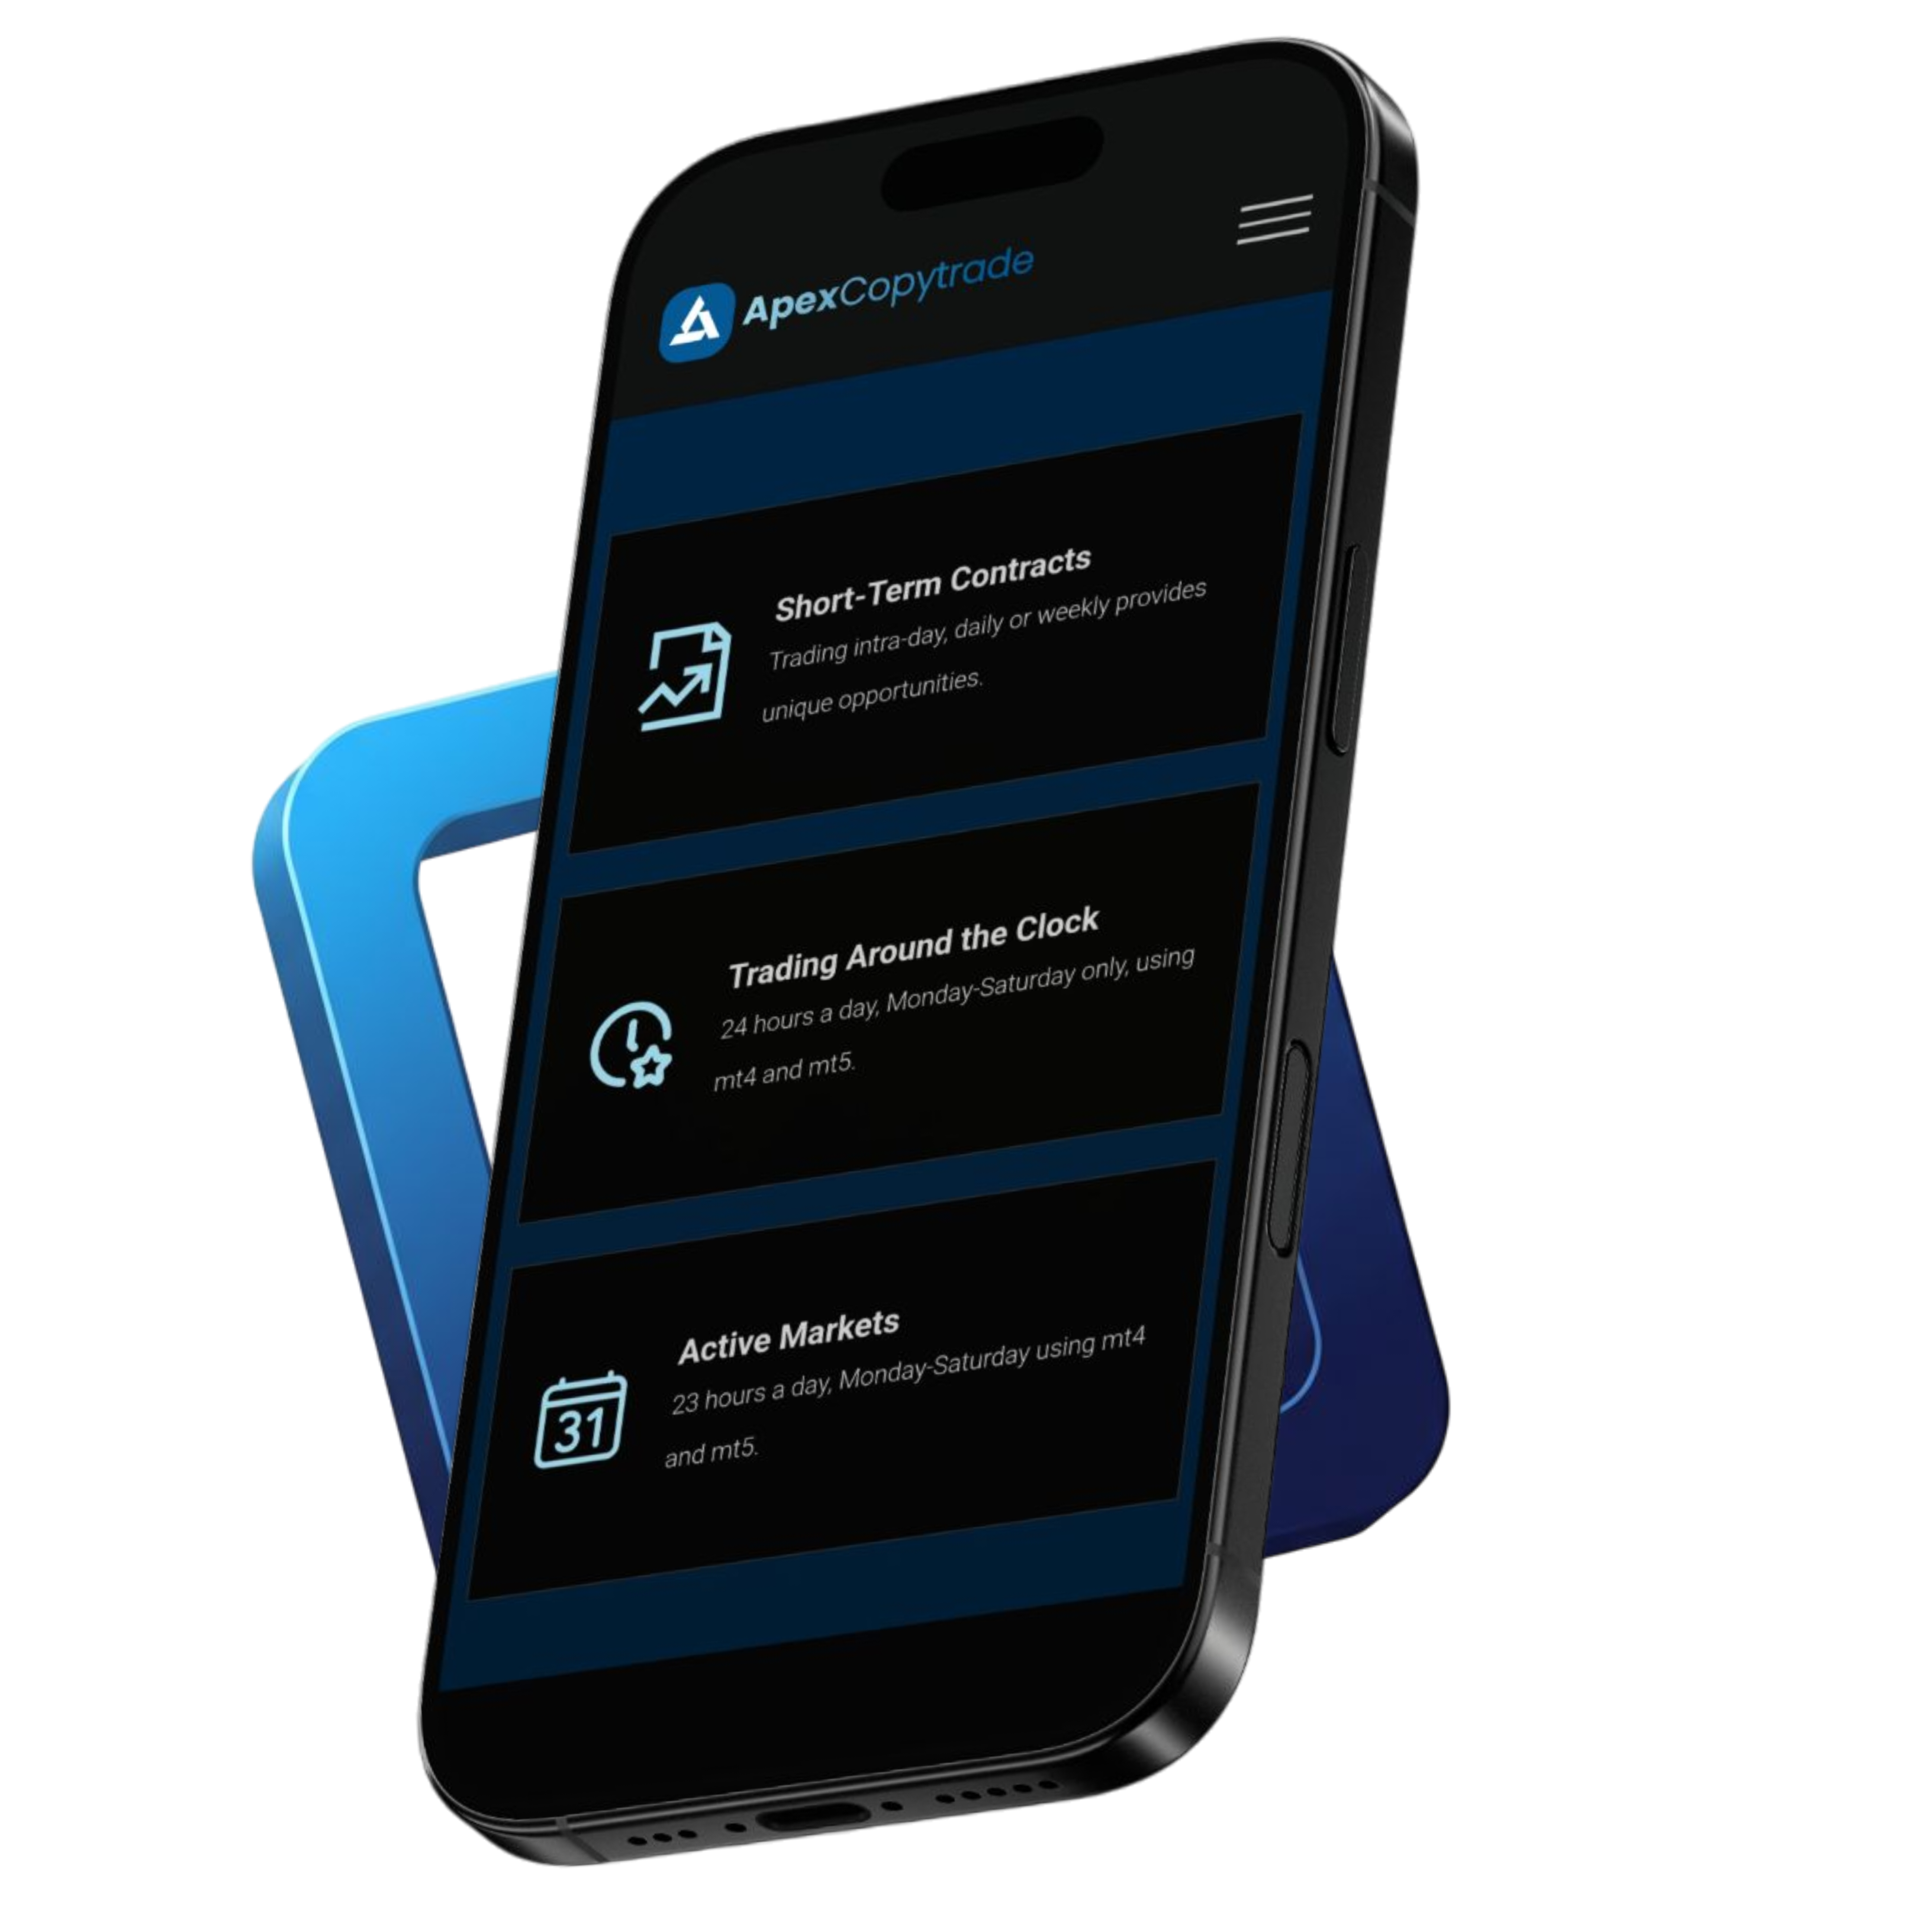 ApexCopytrade
Short-Term Contracts
Trading intra-day, daily or weekly provides
unique opportunities.
Trading Around the Clock
24 hours a day, Monday-Saturday only, using
mt4 and mt5.
Active Markets
31
23 hours a day, Monday-Saturday using mt4
and mt5.